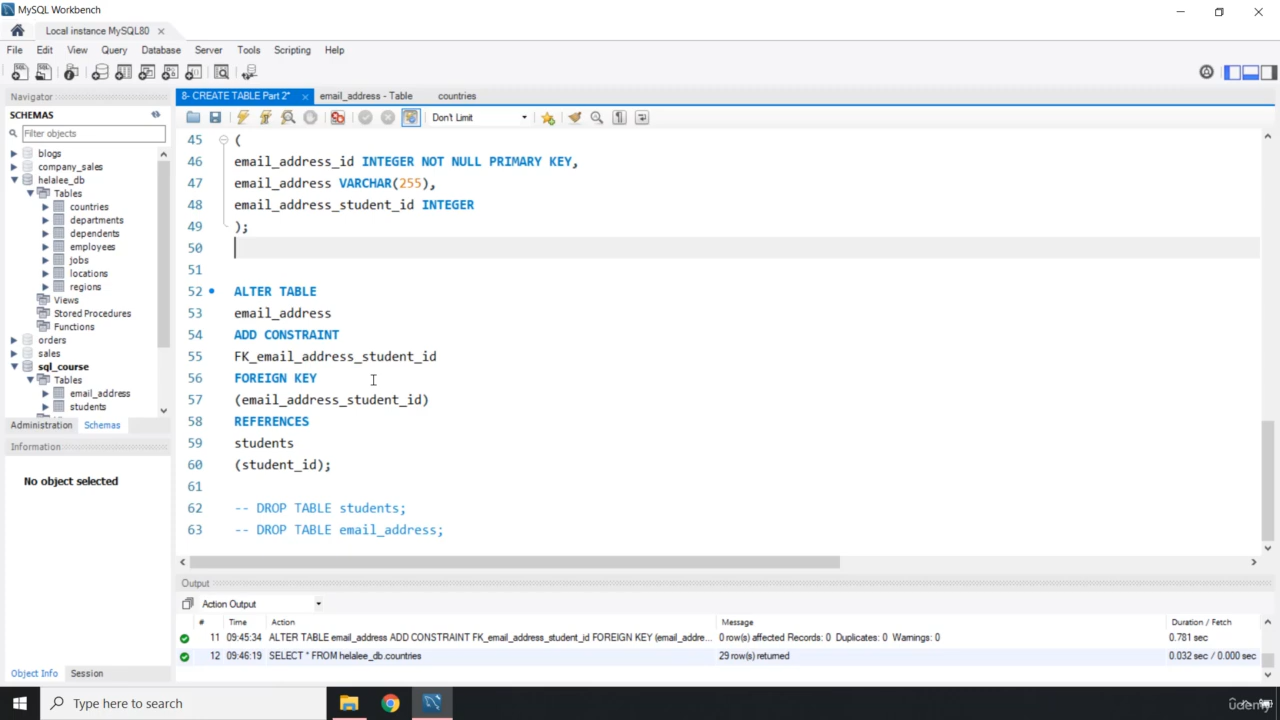 MySQL Workbench
Local instance MySQL80
File Edit View Query Database Server Tools Scripting Help
Navigator
SCHEMAS
Filter objects
blogs
company_sales
helalee_db
Tables
countries
departments
dependents
employees
jobs
locations
regions
Views
Stored Procedures
Functions
orders
sales
sql_course
Tables
email_address
students
Administration Schemas
Information
No object selected
Object Info Session
8- CREATE TABLE Part 2* email_address - Table countries
Don't Limit
45 (
46 email_address_id INTEGER NOT NULL PRIMARY KEY,
47 email_address VARCHAR(255),
48 email_address_student_id INTEGER
49 );
50
51
52 ALTER TABLE
53 email_address
54 ADD CONSTRAINT
55 FK_email_address_student_id
56 FOREIGN KEY
57 (email_address_student_id)
58 REFERENCES
59 students
60 (student_id);
61
62 -- DROP TABLE students;
63 -- DROP TABLE email_address;
Output
Action Output
# Time Action Message Duration / Fetch
11 09:45:34 ALTER TABLE email_address ADD CONSTRAINT FK_email_address_student_id FOREIGN KEY (email_addre... 0 row(s) affected Records: 0 Duplicates: 0 Warnings: 0 0.781 sec
12 09:46:19 SELECT * FROM helalee_db.countries 29 row(s) returned 0.032 sec / 0.000 sec
Type here to search
udemy